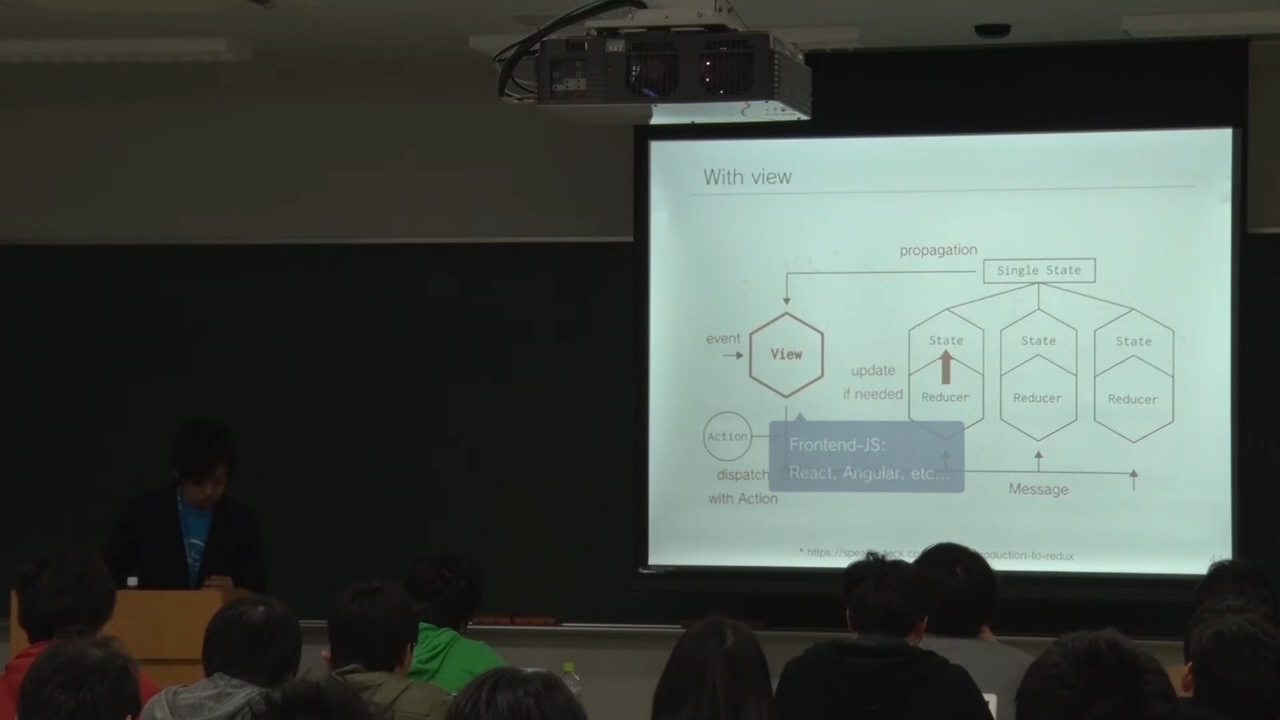 With view
propagation
Single State
event
View
State
State
State
update
if needed
Reducer
Reducer
Reducer
Action
Frontend-JS:
React, Angular, etc...
dispatch
with Action
Message